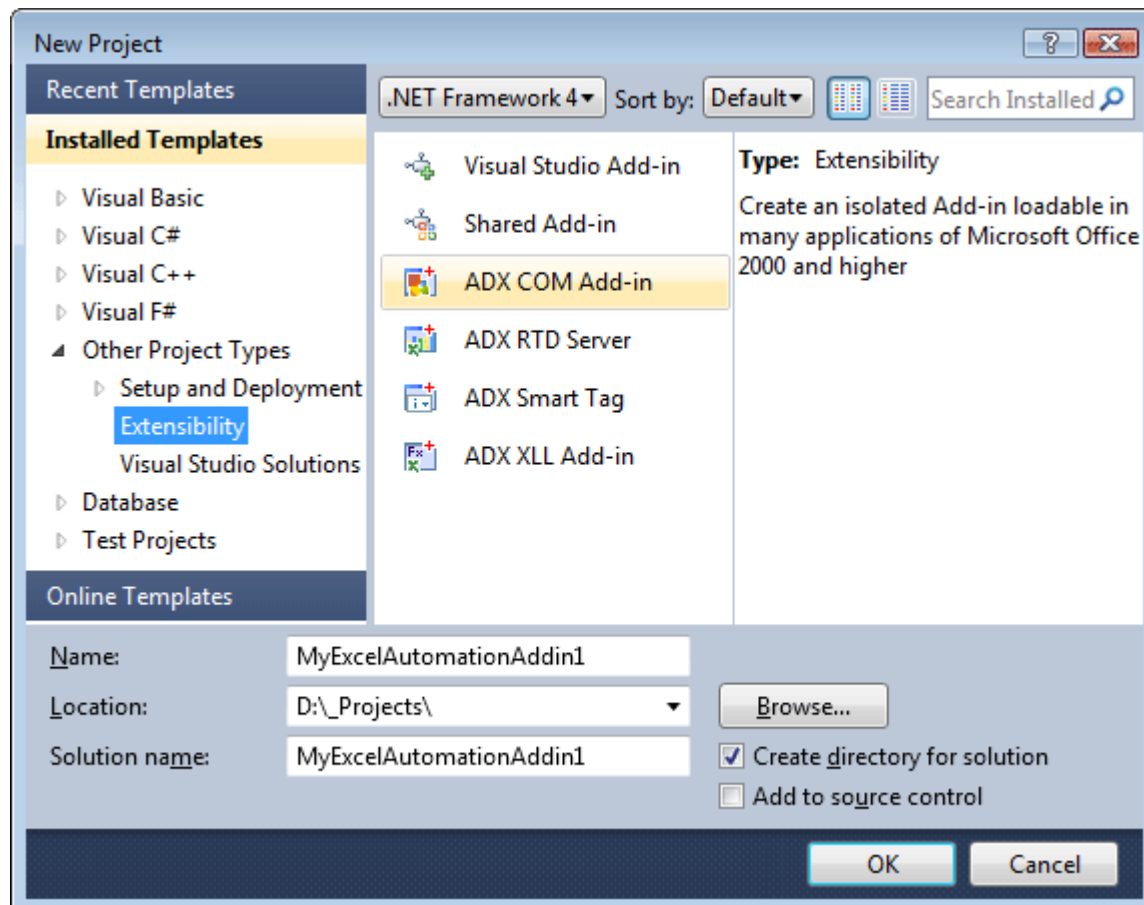 New Project
Recent Templates
Installed Templates
Visual Basic
Visual C#
Visual C++
Visual F#
Other Project Types
Setup and Deployment
Extensibility
Visual Studio Solutions
Database
Test Projects
Online Templates
.NET Framework 4 Sort by: Default Search Installed
Visual Studio Add-in
Shared Add-in
ADX COM Add-in
ADX RTD Server
ADX Smart Tag
ADX XLL Add-in
Type: Extensibility
Create an isolated Add-in loadable in
many applications of Microsoft Office
2000 and higher
Name: MyExcelAutomationAddin1
Location: D:\_Projects\ Browse...
Solution name: MyExcelAutomationAddin1
Create directory for solution
Add to source control
OK Cancel